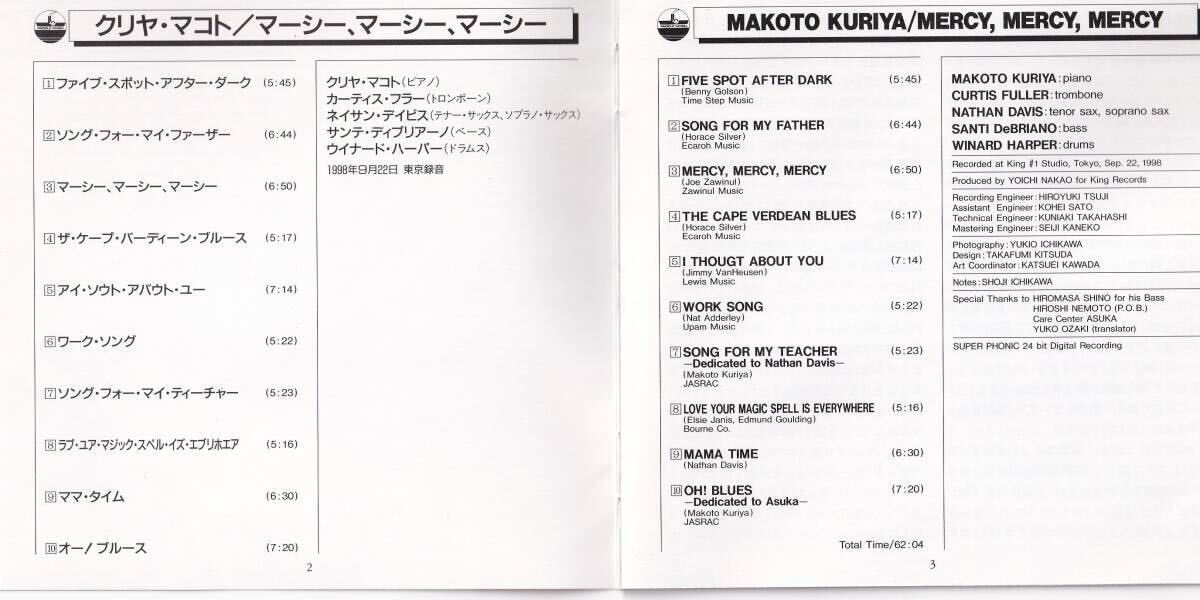 クリヤ・マコト／マーシー、マーシー、マーシー
1 ファイブ・スポット・アフター・ダーク (5:45)
2 ソング・フォー・マイ・ファーザー (6:44)
3 マーシー、マーシー、マーシー (6:50)
4 ザ・ケープ・バーディーン・ブルース (5:17)
5 アイ・ソウト・アバウト・ユー (7:14)
6 ワーク・ソング (5:22)
7 ソング・フォー・マイ・ティーチャー (5:23)
8 ラブ・ユア・マジック・スペル・イズ・エブリホエア (5:16)
9 ママ・タイム (6:30)
10 オー！ブルース (7:20)
クリヤ・マコト（ピアノ）
カーティス・フラー（トロンボーン）
ネイサン・デイビス（テナー・サックス、ソプラノ・サックス）
サンテ・ディブリアーノ（ベース）
ウイナード・ハーパー（ドラムス）
1998年9月22日 東京録音
2
MAKOTO KURIYA/MERCY, MERCY, MERCY
1 FIVE SPOT AFTER DARK (5:45)
(Benny Golson)
Time Step Music
2 SONG FOR MY FATHER (6:44)
(Horace Silver)
Ecaroh Music
3 MERCY, MERCY, MERCY (6:50)
(Joe Zawinul)
Zawinul Music
4 THE CAPE VERDEAN BLUES (5:17)
(Horace Silver)
Ecaroh Music
5 I THOUGT ABOUT YOU (7:14)
(Jimmy VanHeusen)
Lewis Music
6 WORK SONG (5:22)
(Nat Adderley)
Upam Music
7 SONG FOR MY TEACHER (5:23)
—Dedicated to Nathan Davis—
(Makoto Kuriya)
JASRAC
8 LOVE YOUR MAGIC SPELL IS EVERYWHERE (5:16)
(Elsie Janis, Edmund Goulding)
Bourne Co.
9 MAMA TIME (6:30)
(Nathan Davis)
10 OH! BLUES (7:20)
—Dedicated to Asuka—
(Makoto Kuriya)
JASRAC
Total Time/62:04
MAKOTO KURIYA:piano
CURTIS FULLER:trombone
NATHAN DAVIS:tenor sax, soprano sax
SANTI DeBRIANO:bass
WINARD HARPER:drums
Recorded at King #1 Studio, Tokyo, Sep. 22, 1998
Produced by YOICHI NAKAO for King Records
Recording Engineer:HIROYUKI TSUJI
Assistant Engineer:KOHEI SATO
Technical Engineer:KUNIAKI TAKAHASHI
Mastering Engineer:SEIJI KANEKO
Photography:YUKIO ICHIKAWA
Design:TAKAFUMI KITSUDA
Art Coordinator:KATSUEI KAWADA
Notes:SHOJI ICHIKAWA
Special Thanks to HIROMASA SHINO for his Bass
HIROSHI NEMOTO (P.O.B.)
Care Center ASUKA
YUKO OZAKI (translator)
SUPER PHONIC 24 bit Digital Recording
3